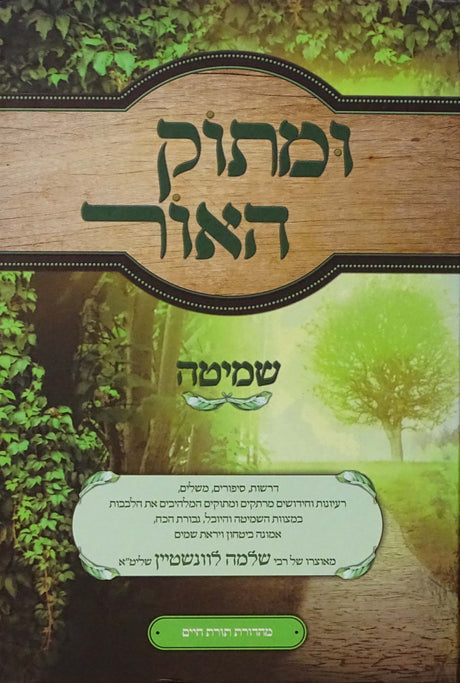 ומתוק
האור
שמיטה
דרשות, סיפורים, משלים,
רעיונות וחידושים מרתקים ומתוקים המלהיבים את הלבבות
במצוות השמיטה והיובל, גבורת הכח,
אמונה ביטחון ויראת שמים
מאוצרו של רבי שלמה לוונשטיין שליט"א
מהדורת תורת חיים